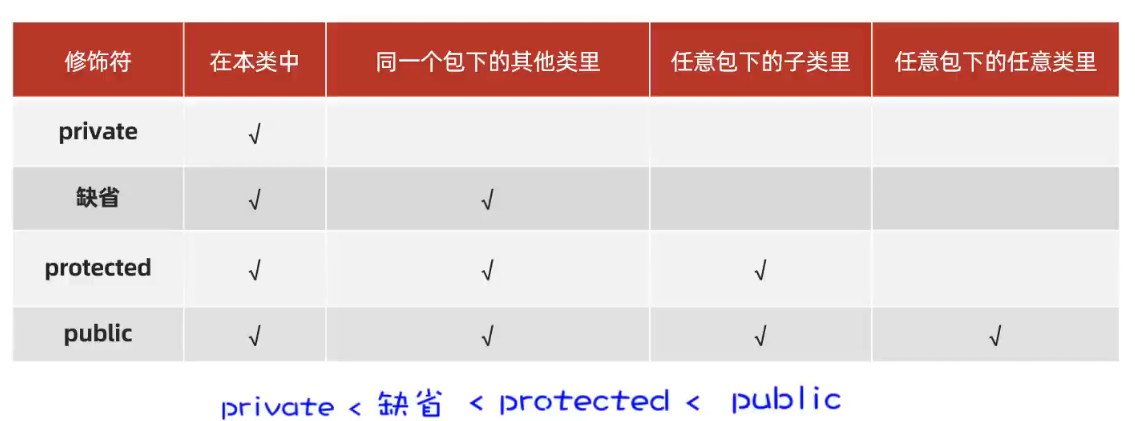 修饰符 在本类中 同一个包下的其他类里 任意包下的子类里 任意包下的任意类里
private √
缺省 √ √
protected √ √ √
public √ √ √ √
private < 缺省 < protected < public